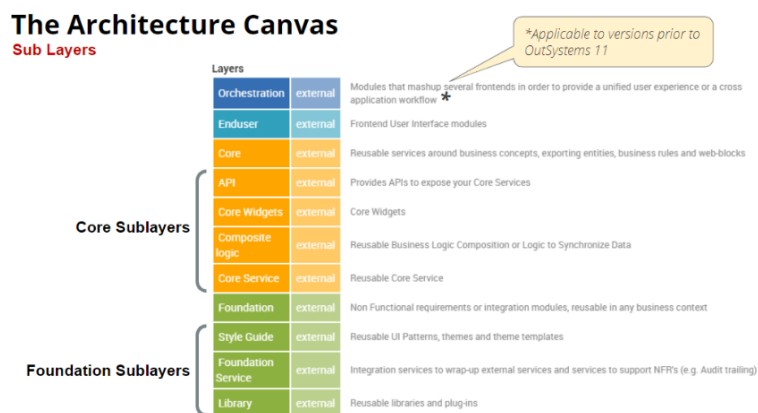 The Architecture Canvas
Sub Layers
*Applicable to versions prior to
OutSystems 11
Layers
Orchestration external Modules that mashup several frontends in order to provide a unified user experience or a cross
application workflow *
Enduser external Frontend User Interface modules
Core external Reusable services around business concepts, exporting entities, business rules and web-blocks
Core Sublayers
API external Provides APIs to expose your Core Services
Core Widgets external Core Widgets
Composite
logic external Reusable Business Logic Composition or Logic to Synchronize Data
Core Service external Reusable Core Service
Foundation external Non Functional requirements or integration modules, reusable in any business context
Foundation Sublayers
Style Guide external Reusable UI Patterns, themes and theme templates
Foundation
Service external Integration services to wrap-up external services and services to support NFR's (e.g. Audit trailing)
Library external Reusable libraries and plug-ins